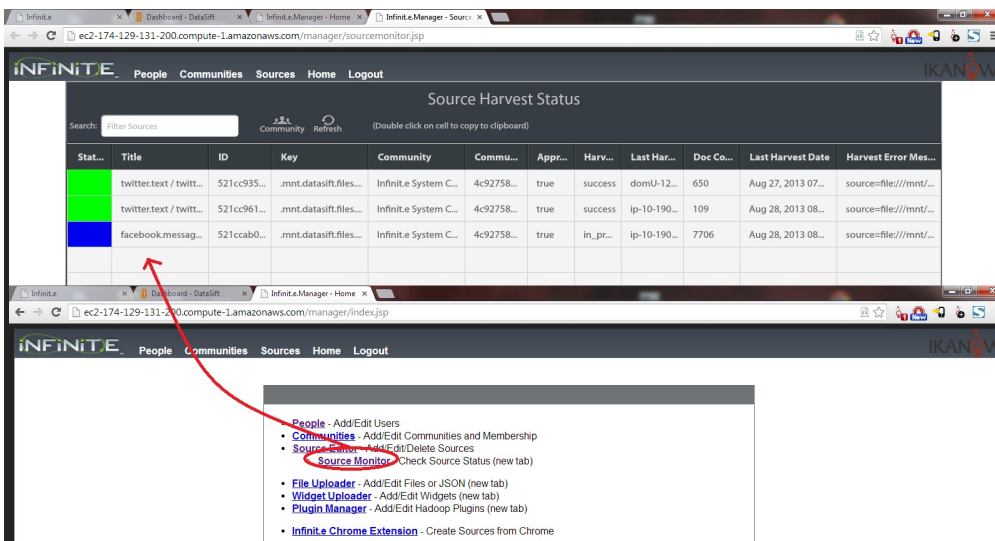 Infinit.e
Dashboard - DataSift
Infinit.e.Manager - Home
Infinit.e.Manager - Source
ec2-174-129-131-200.compute-1.amazonaws.com/manager/sourcemonitor.jsp
New
INFINIT.E People Communities Sources Home Logout
IKANOW
Source Harvest Status
Search: Filter Sources Community Refresh (Double click on cell to copy to clipboard)
Stat... Title ID Key Community Commu... Appr... Harv... Last Har... Doc Co... Last Harvest Date Harvest Error Mes...
twitter.text / twitt... 521cc935... .mnt.datasift.files.... Infinit.e System C... 4c92758... true success domU-12... 650 Aug 27, 2013 07... source=file:///mnt/...
twitter.text / twitt... 521cc961... .mnt.datasift.files.... Infinit.e System C... 4c92758... true success ip-10-190... 109 Aug 28, 2013 08... source=file:///mnt/...
facebook.messag... 521ccab0... .mnt.datasift.files.... Infinit.e System C... 4c92758... true in_pr... ip-10-190... 7706 Aug 28, 2013 08... source=file:///mnt/...
Infinit.e
Dashboard - DataSift
Infinit.e.Manager - Home
ec2-174-129-131-200.compute-1.amazonaws.com/manager/index.jsp
New
INFINIT.E People Communities Sources Home Logout
IKANOW
People - Add/Edit Users
Communities - Add/Edit Communities and Membership
Source Editor - Add/Edit/Delete Sources
Source Monitor - Check Source Status (new tab)
File Uploader - Add/Edit Files or JSON (new tab)
Widget Uploader - Add/Edit Widgets (new tab)
Plugin Manager - Add/Edit Hadoop Plugins (new tab)
Infinit.e Chrome Extension - Create Sources from Chrome